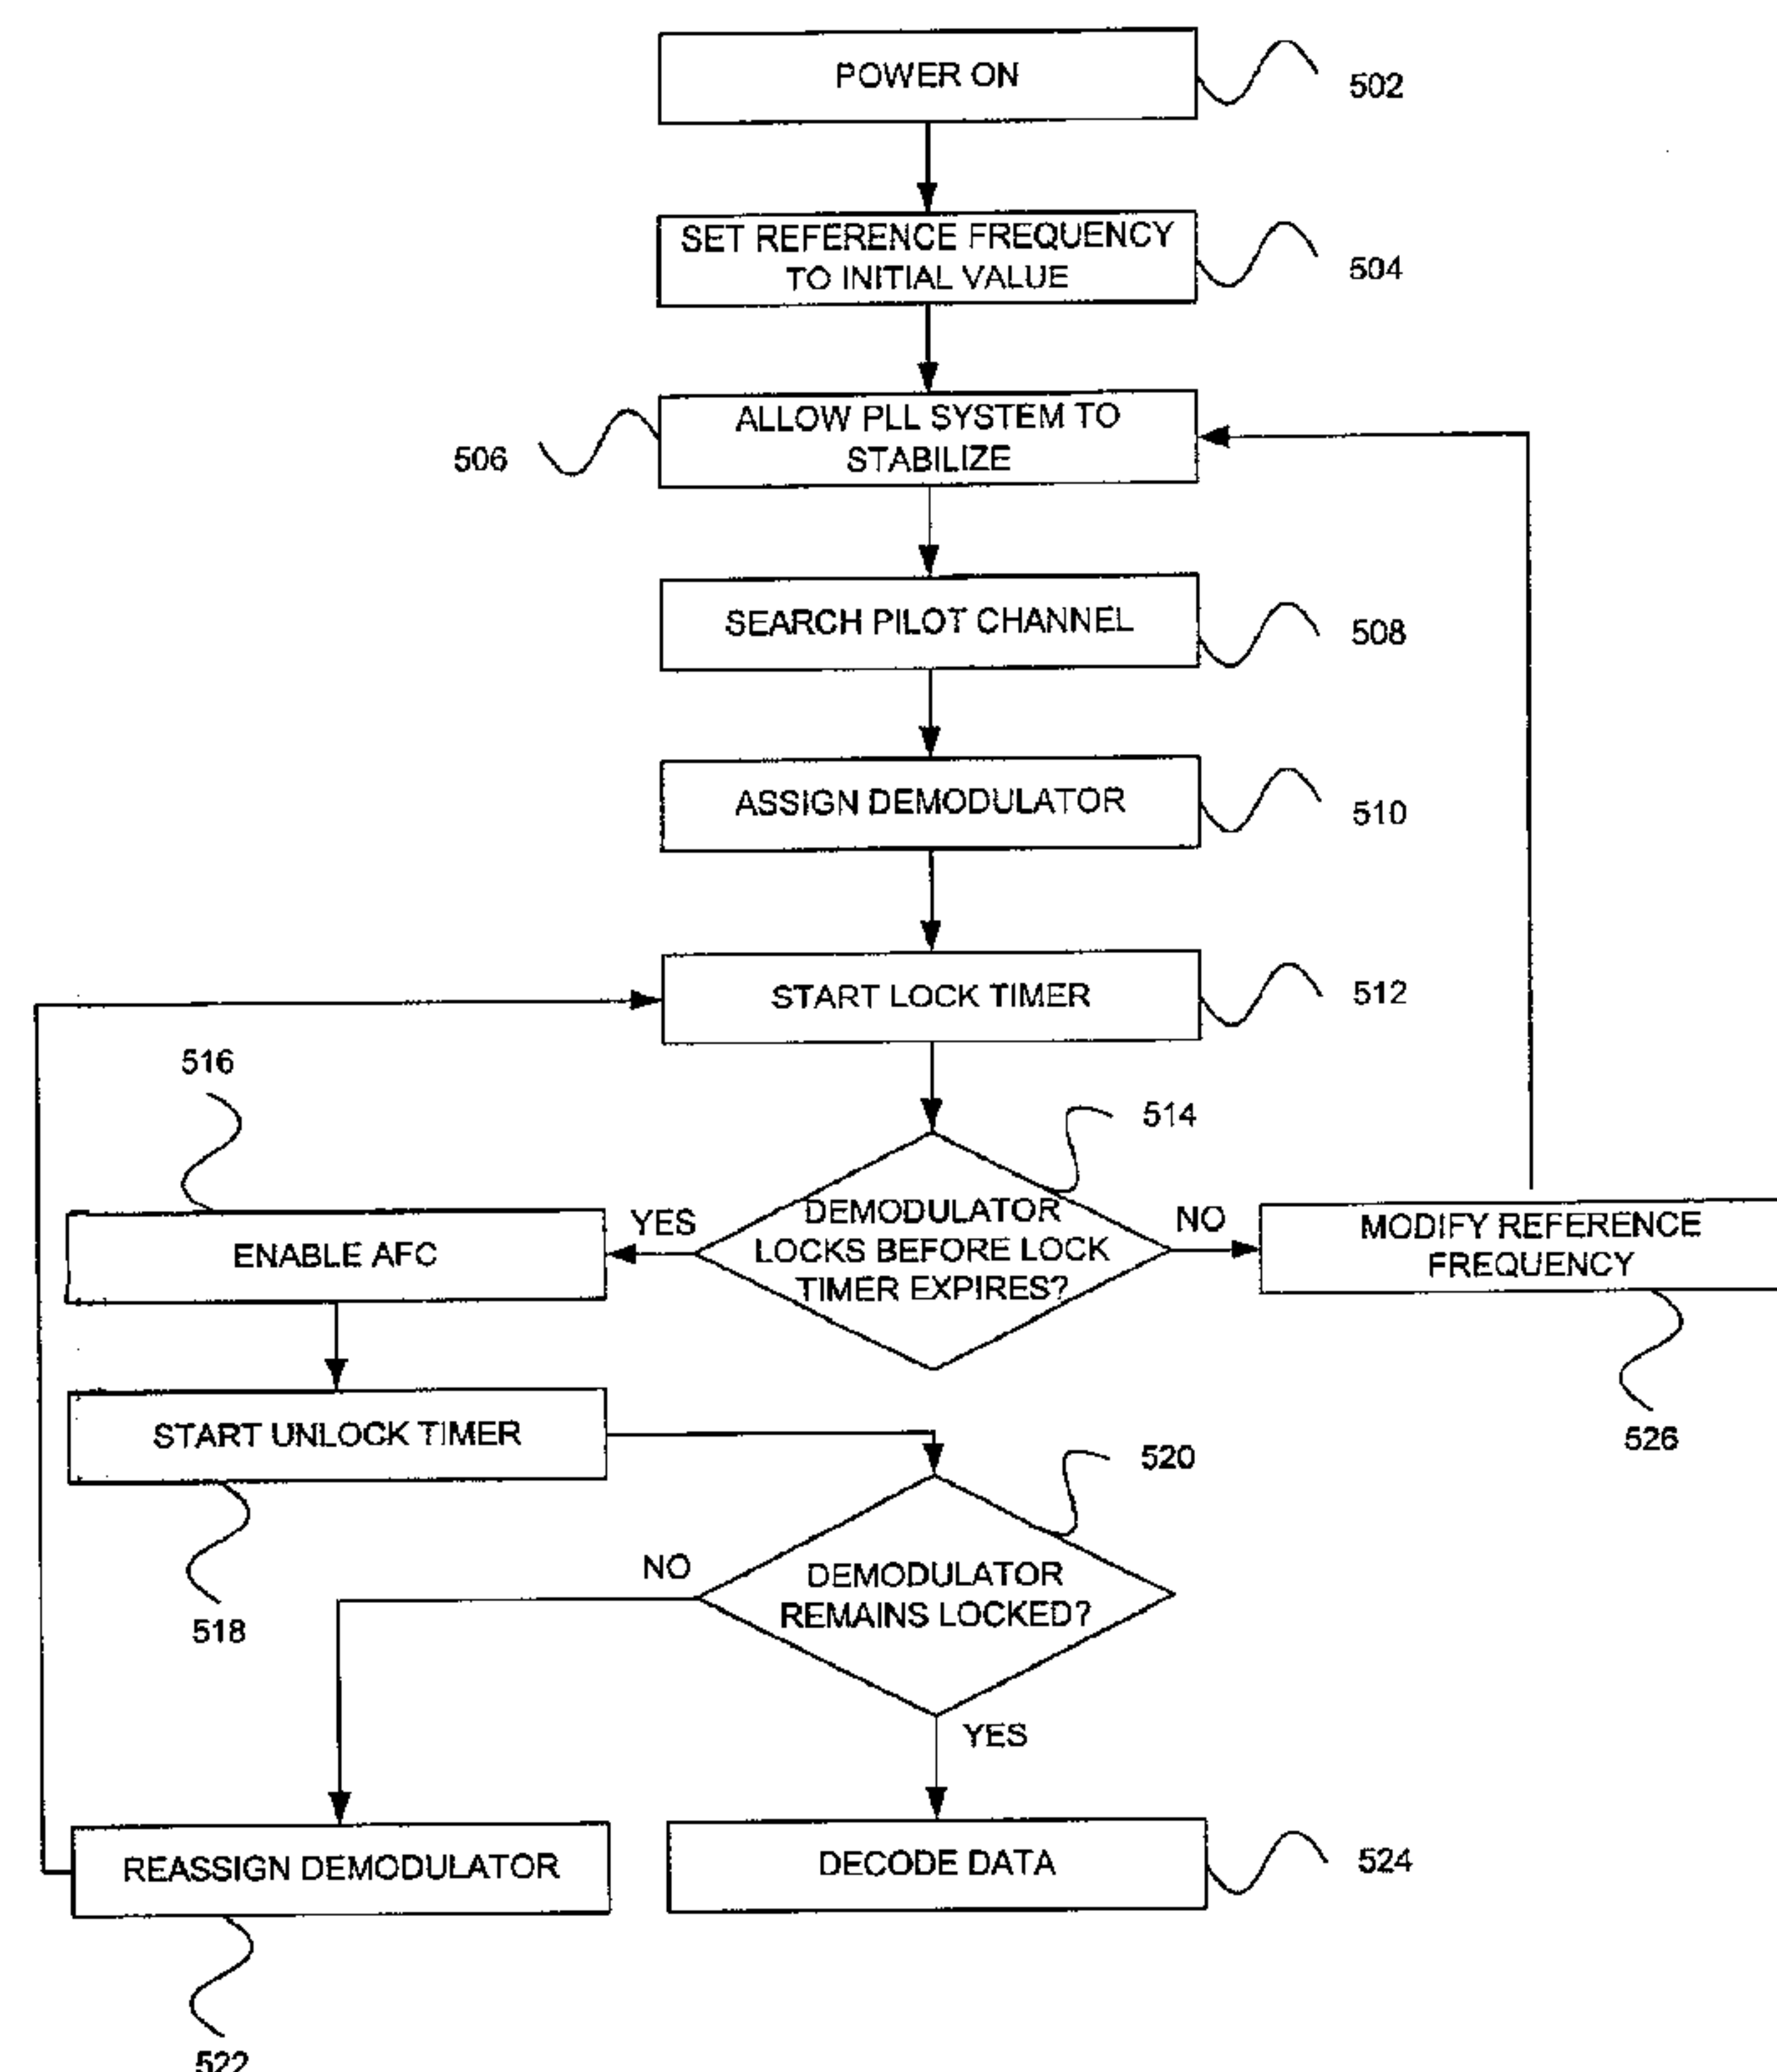 POWER ON
502
SET REFERENCE FREQUENCY
TO INITIAL VALUE
504
ALLOW PLL SYSTEM TO
STABILIZE
506
SEARCH PILOT CHANNEL
508
ASSIGN DEMODULATOR
510
START LOCK TIMER
512
516
514
ENABLE AFC
YES
DEMODULATOR
LOCKS BEFORE LOCK
TIMER EXPIRES?
NO
MODIFY REFERENCE
FREQUENCY
526
START UNLOCK TIMER
518
520
NO
DEMODULATOR
REMAINS LOCKED?
YES
REASSIGN DEMODULATOR
522
DECODE DATA
524